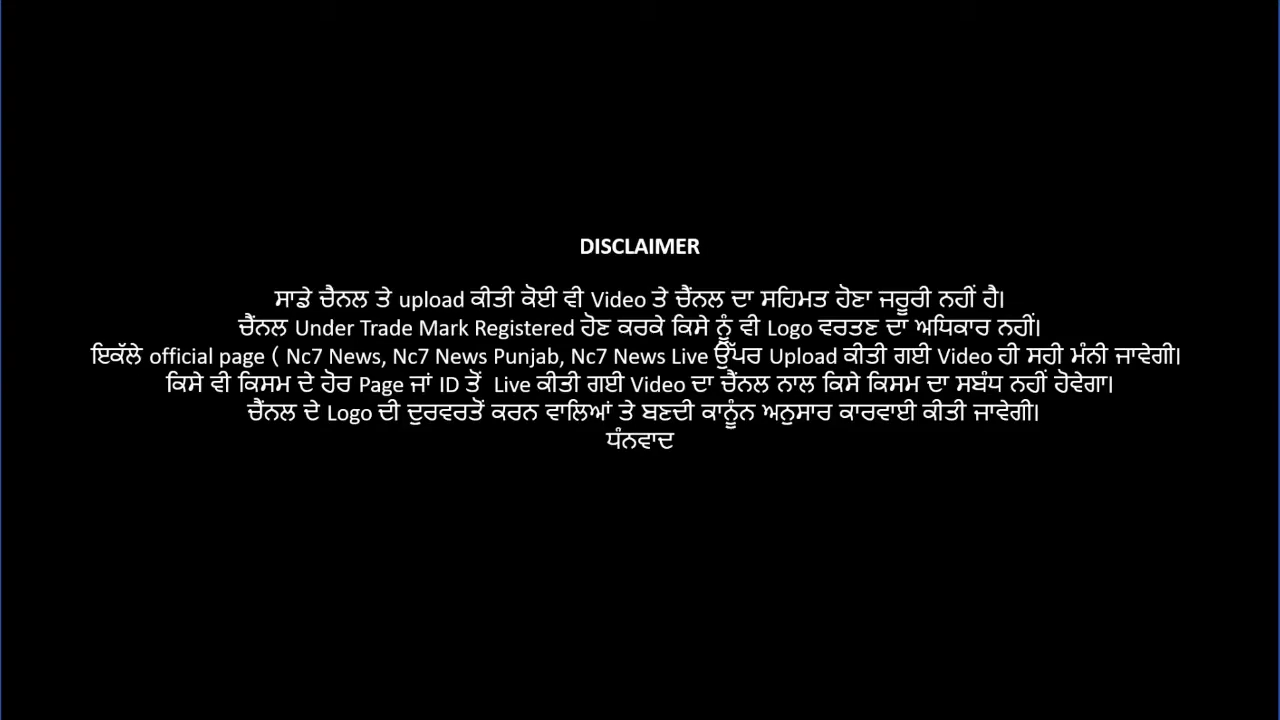 DISCLAIMER
ਸਾਡੇ ਚੈਨਲ ਤੇ upload ਕੀਤੀ ਕੋਈ ਵੀ Video ਤੇ ਚੈਂਨਲ ਦਾ ਸਹਿਮਤ ਹੋਣਾ ਜਰੂਰੀ ਨਹੀਂ ਹੈ।
ਚੈਂਨਲ Under Trade Mark Registered ਹੋਣ ਕਰਕੇ ਕਿਸੇ ਨੂੰ ਵੀ Logo ਵਰਤਣ ਦਾ ਅਧਿਕਾਰ ਨਹੀਂ।
ਇਕੱਲੇ official page ( Nc7 News, Nc7 News Punjab, Nc7 News Live ਉੱਪਰ Upload ਕੀਤੀ ਗਈ Video ਹੀ ਸਹੀ ਮੰਨੀ ਜਾਵੇਗੀ।
ਕਿਸੇ ਵੀ ਕਿਸਮ ਦੇ ਹੋਰ Page ਜਾਂ ID ਤੋਂ Live ਕੀਤੀ ਗਈ Video ਦਾ ਚੈਂਨਲ ਨਾਲ ਕਿਸੇ ਕਿਸਮ ਦਾ ਸਬੰਧ ਨਹੀਂ ਹੋਵੇਗਾ।
ਚੈਂਨਲ ਦੇ Logo ਦੀ ਦੁਰਵਰਤੋਂ ਕਰਨ ਵਾਲਿਆਂ ਤੇ ਬਣਦੀ ਕਾਨੂੰਨ ਅਨੁਸਾਰ ਕਾਰਵਾਈ ਕੀਤੀ ਜਾਵੇਗੀ।
ਧੰਨਵਾਦ